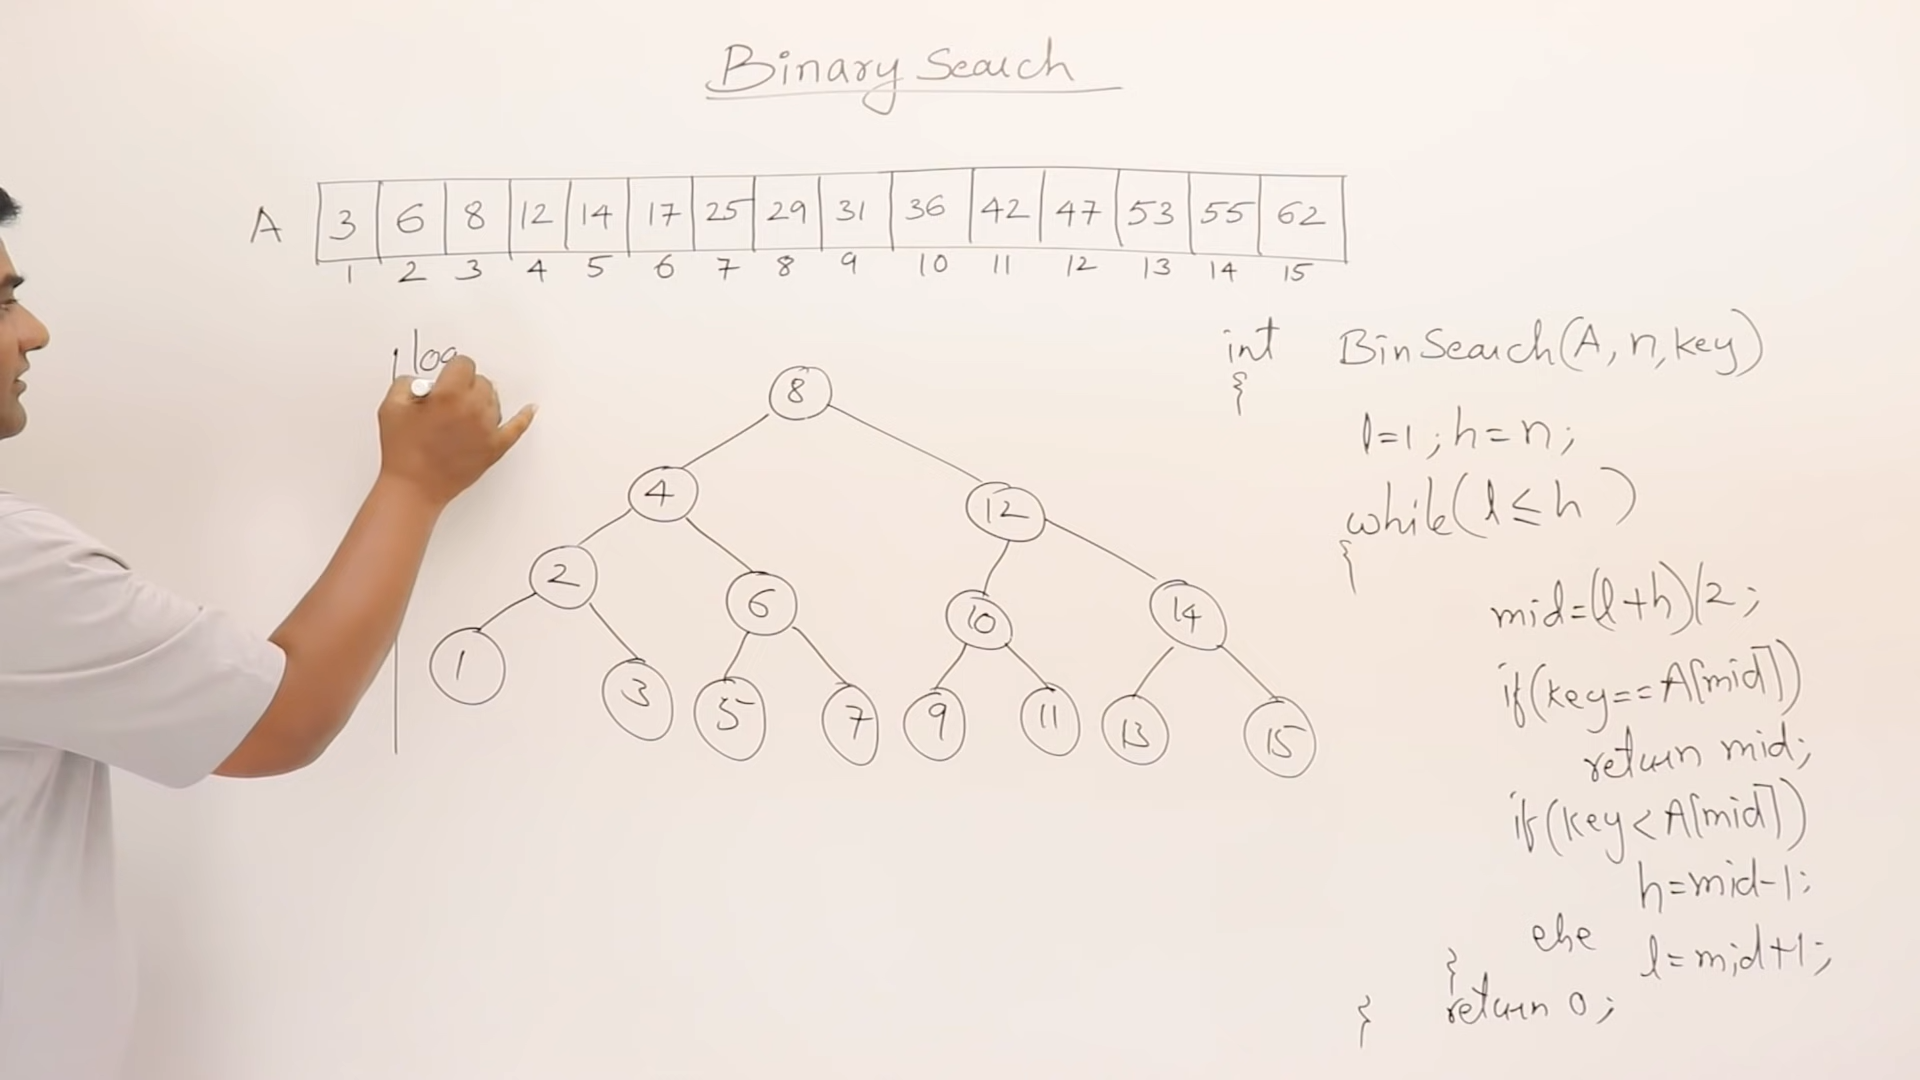 Binary Search
A 3 6 8 12 14 17 25 29 31 36 42 47 53 55 62
1 2 3 4 5 6 7 8 9 10 11 12 13 14 15
log
8
4 12
2 6 10 14
1 3 5 7 9 11 13 15
int BinSearch(A, n, key)
{
l=1; h=n;
while(l≤h)
{
mid=(l+h)/2;
if(key==A[mid])
return mid;
if(key<A[mid])
h=mid-1;
else l=mid+1;
}
return 0;
}